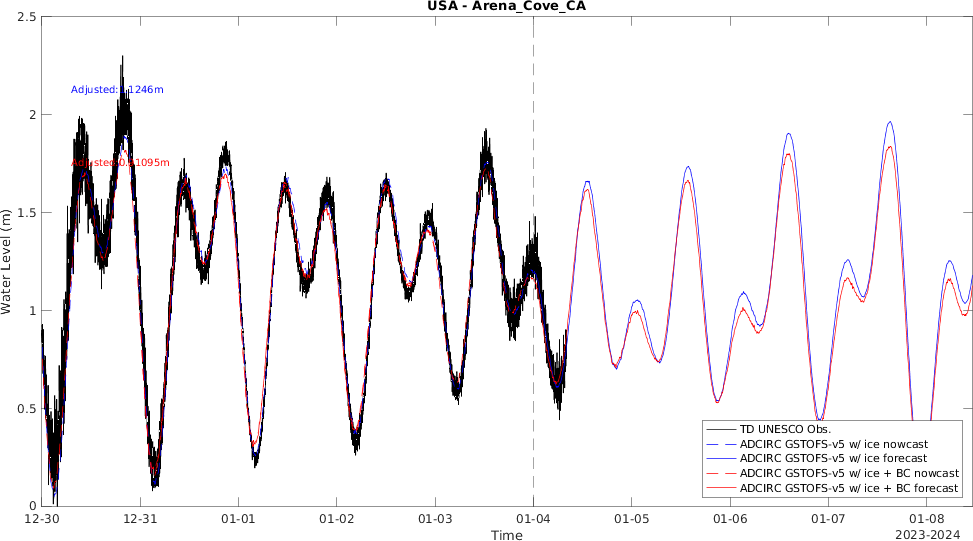 USA - Arena_Cove_CA
2.5
2
1.5
1
0.5
0
Water Level (m)
Adjusted:
1246m
Adjusted:0.11095m
12-30
12-31
01-01
01-02
01-03
01-04
01-05
01-06
01-07
01-08
Time
2023-2024
TD UNESCO Obs.
ADCIRC GSTOFS-v5 w/ ice nowcast
ADCIRC GSTOFS-v5 w/ ice forecast
ADCIRC GSTOFS-v5 w/ ice + BC nowcast
ADCIRC GSTOFS-v5 w/ ice + BC forecast